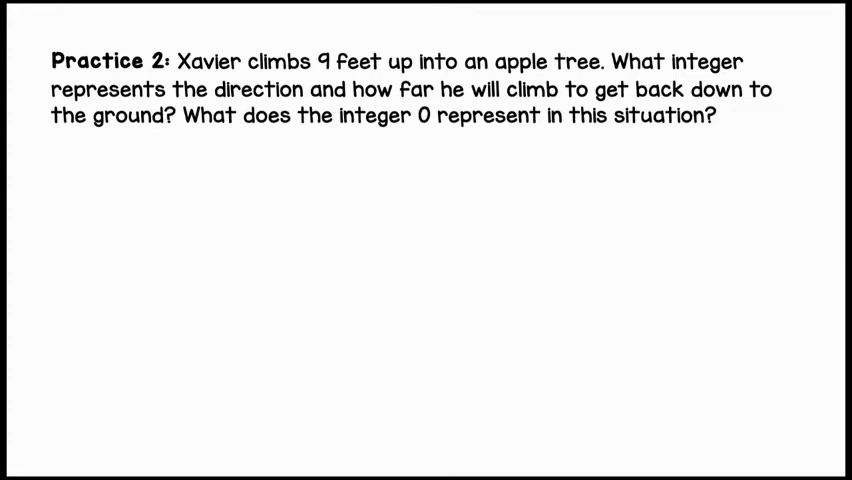 Practice 2: Xavier climbs 9 feet up into an apple tree. What integer
represents the direction and how far he will climb to get back down to
the ground? What does the integer 0 represent in this situation?